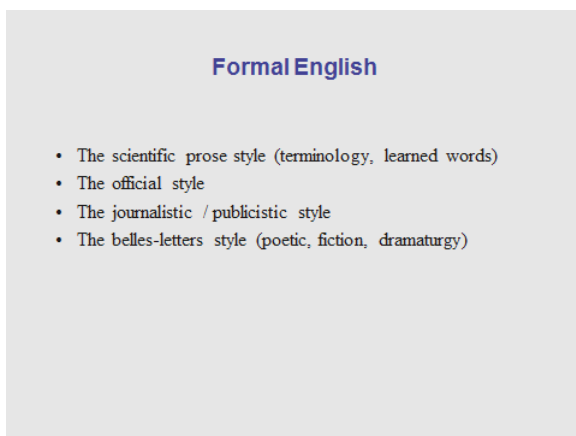 Formal English
• The scientific prose style (terminology, learned words)
• The official style
• The journalistic / publicistic style
• The belles-letters style (poetic, fiction, dramaturgy)